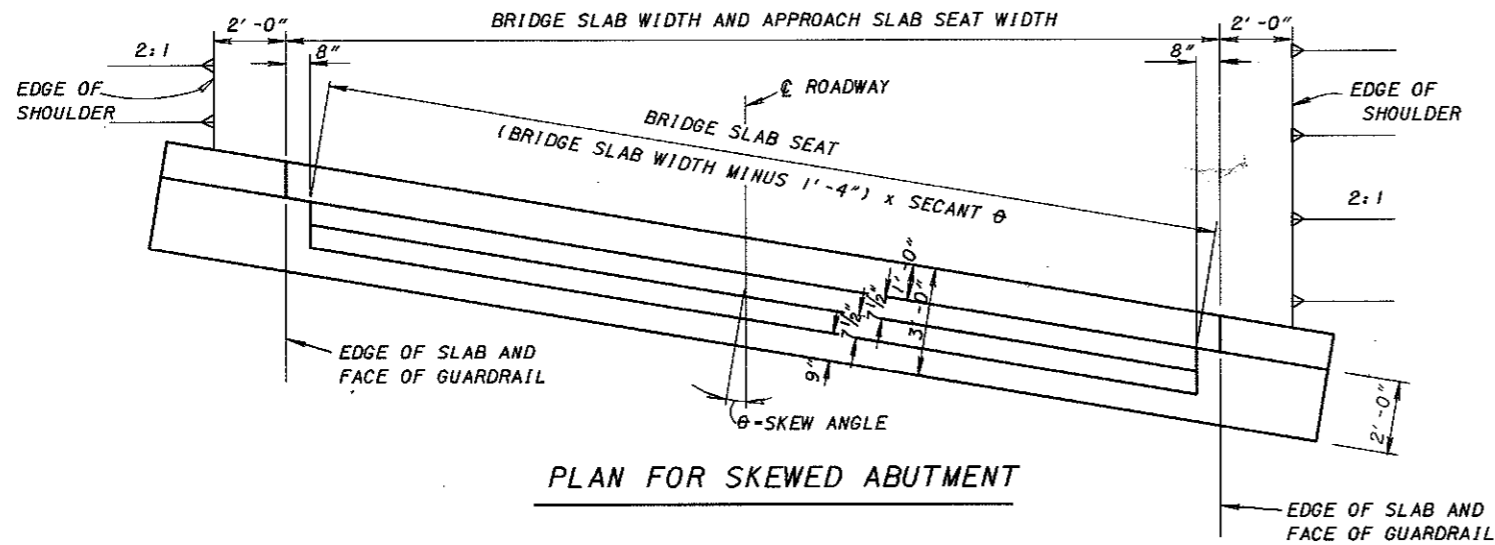 BRIDGE SLAB WIDTH AND APPROACH SLAB SEAT WIDTH
2'-0"
2'-0"
2:1
8"
8"
EDGE OF
SHOULDER
℄ ROADWAY
EDGE OF
SHOULDER
BRIDGE SLAB SEAT
(BRIDGE SLAB WIDTH MINUS 1'-4") x SECANT θ
2:1
1'-0"
7½"
7½"
3'-0"
9"
EDGE OF SLAB AND
FACE OF GUARDRAIL
θ=SKEW ANGLE
2'-0"
PLAN FOR SKEWED ABUTMENT
EDGE OF SLAB AND
FACE OF GUARDRAIL